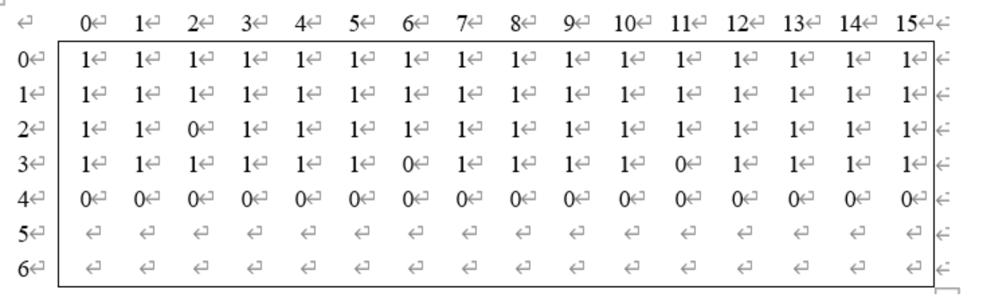 0 1 2 3 4 5 6 7 8 9 10 11 12 13 14 15
0 1 1 1 1 1 1 1 1 1 1 1 1 1 1 1 1
1 1 1 1 1 1 1 1 1 1 1 1 1 1 1 1 1
2 1 1 0 1 1 1 1 1 1 1 1 1 1 1 1 1
3 1 1 1 1 1 1 0 1 1 1 1 0 1 1 1 1
4 0 0 0 0 0 0 0 0 0 0 0 0 0 0 0 0
5
6